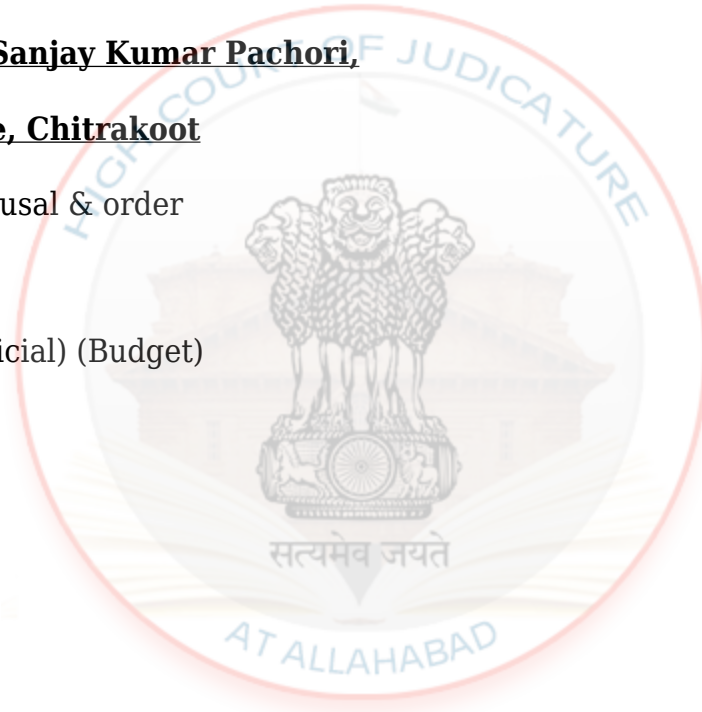 Sanjay Kumar Pachori,
e, Chitrakoot
usal & order
icial) (Budget)
HIGH COURT OF JUDICATURE
सत्यमेव जयते
AT ALLAHABAD